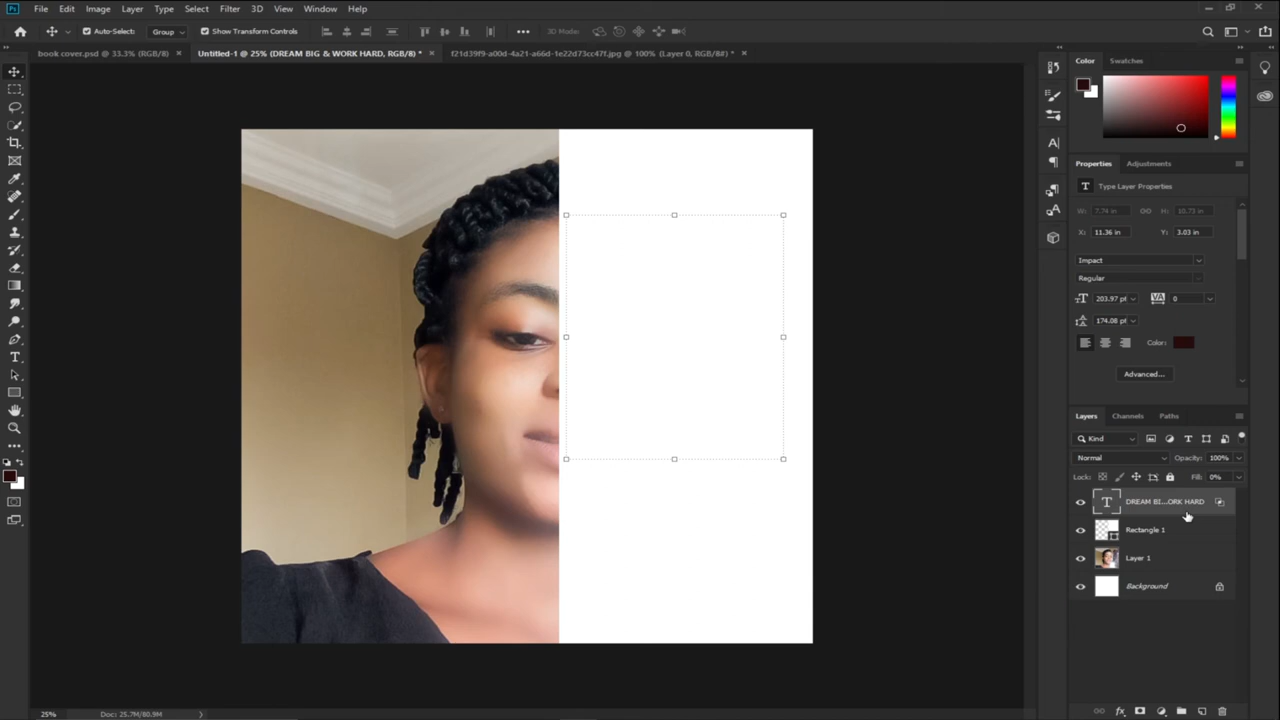 Ps File Edit Image Layer Type Select Filter 3D View Window Help
Auto-Select: Group Show Transform Controls 3D Mode:
book cover.psd @ 33.3% (RGB/8) × Untitled-1 @ 25% (DREAM BIG & WORK HARD, RGB/8) * × f21d39f9-a00d-4a21-a66d-1e22d73cc47f.jpg @ 100% (Layer 0, RGB/8#) * ×
Color Swatches
Properties Adjustments
T Type Layer Properties
W: 7.74 in H: 10.73 in
X: 11.36 in Y: 3.03 in
Impact
Regular
203.97 pt VA 0
174.08 pt
Color:
Advanced...
Layers Channels Paths
Kind
Normal Opacity: 100%
Lock: Fill: 0%
T DREAM BI...ORK HARD
Rectangle 1
Layer 1
Background
25% Doc: 25.7M/80.9M